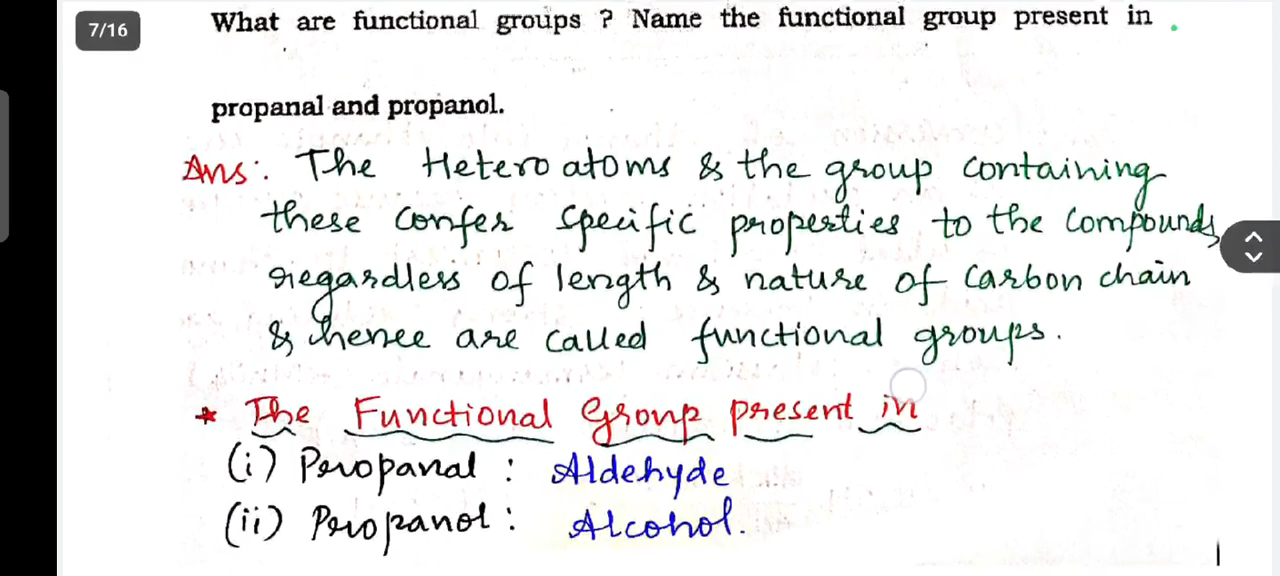 7/16
What are functional groups ? Name the functional group present in
propanal and propanol.
Ans: The Hetero atoms & the group containing
these confer specific properties to the compounds,
regardless of length & nature of carbon chain
& hence are called functional groups.
* The Functional Group present in
(i) Propanal : Aldehyde
(ii) Propanol : Alcohol.